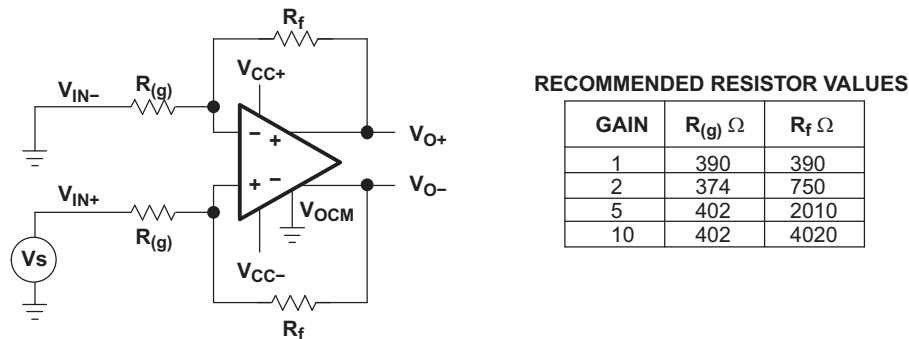 Rf
VCC+
VIN−
R(g)
VO+
VIN+
R(g)
VO−
VOCM
Vs
VCC−
Rf
− +
+ −
RECOMMENDED RESISTOR VALUES
GAIN R(g) Ω Rf Ω
1 390 390
2 374 750
5 402 2010
10 402 4020